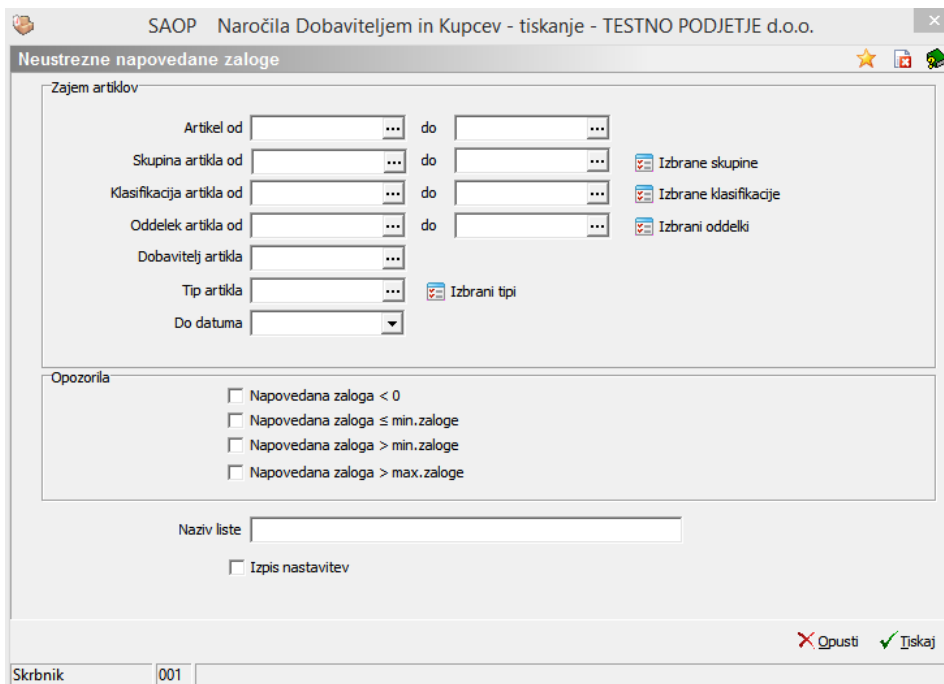 SAOP Naročila Dobaviteljem in Kupcev - tiskanje - TESTNO PODJETJE d.o.o.
Neustrezne napovedane zaloge
Zajem artiklov
Artikel od do
Skupina artikla od do Izbrane skupine
Klasifikacija artikla od do Izbrane klasifikacije
Oddelek artikla od do Izbrani oddelki
Dobavitelj artikla
Tip artikla Izbrani tipi
Do datuma
Opozorila
Napovedana zaloga < 0
Napovedana zaloga ≤ min.zaloge
Napovedana zaloga > min.zaloge
Napovedana zaloga > max.zaloge
Naziv liste
Izpis nastavitev
Opusti Tiskaj
Skrbnik 001